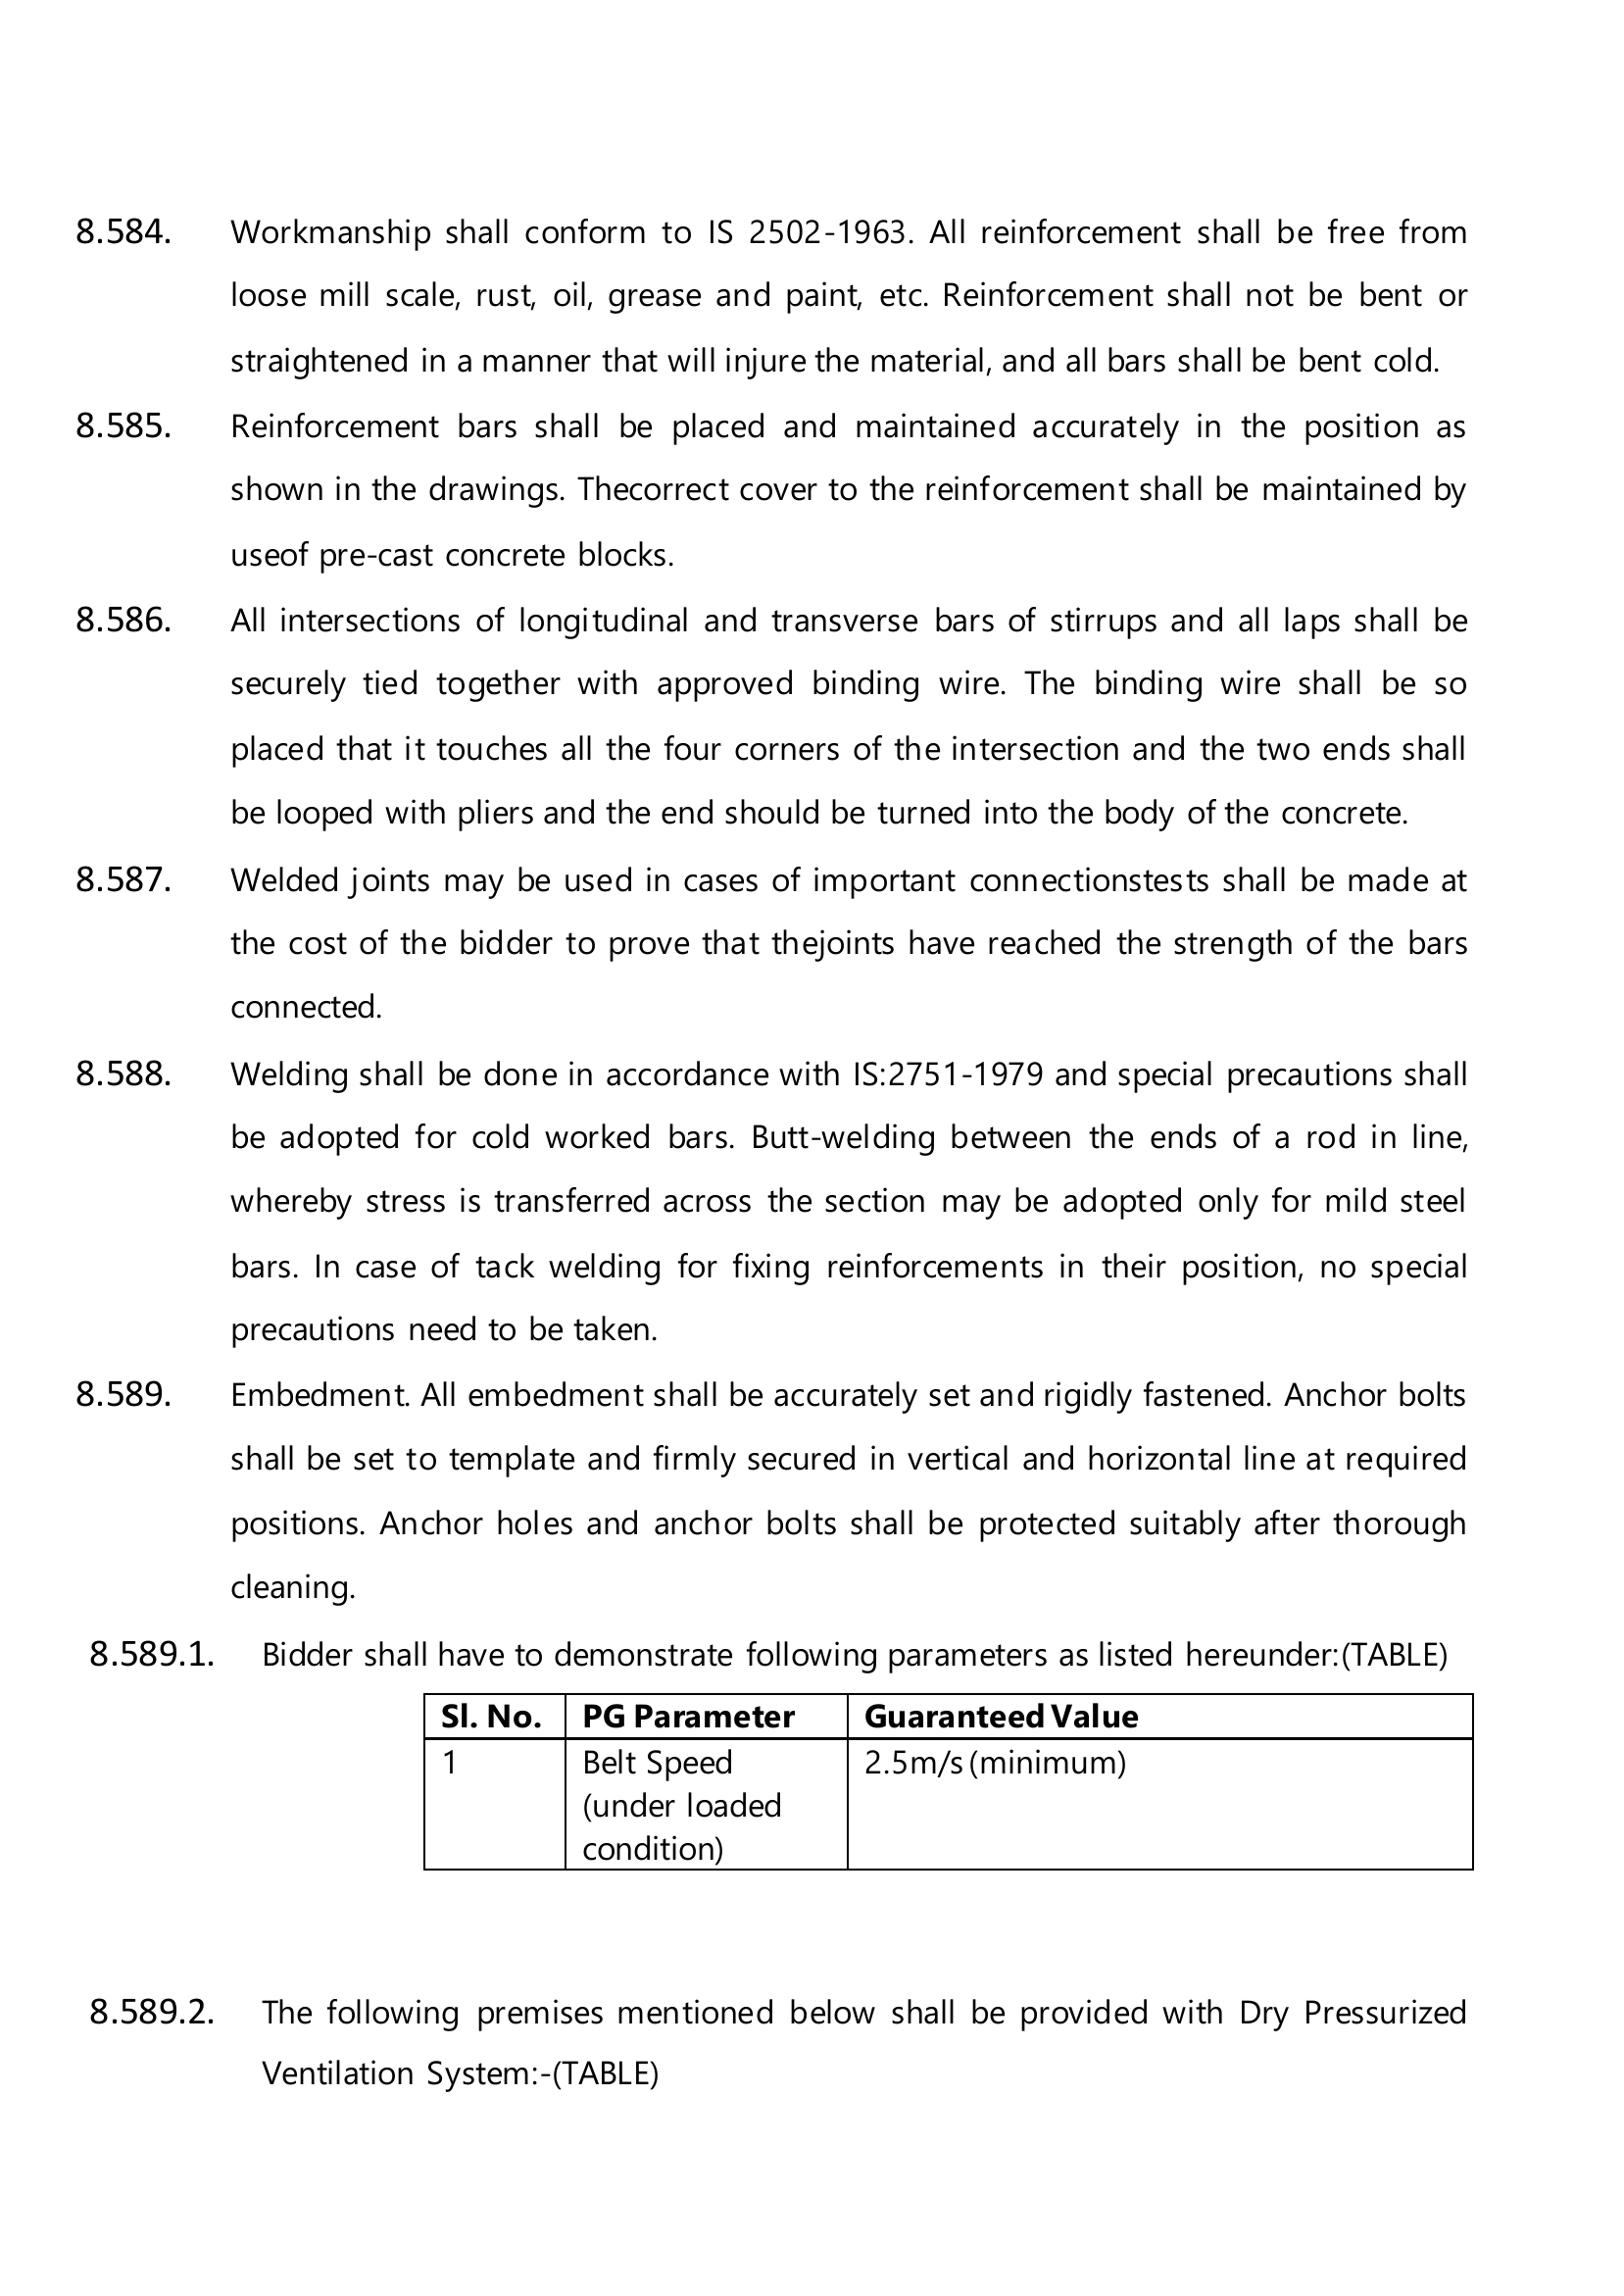 8.584. Workmanship shall conform to IS 2502-1963. All reinforcement shall be free from
loose mill scale, rust, oil, grease and paint, etc. Reinforcement shall not be bent or
straightened in a manner that will injure the material, and all bars shall be bent cold.
8.585. Reinforcement bars shall be placed and maintained accurately in the position as
shown in the drawings. Thecorrect cover to the reinforcement shall be maintained by
useof pre-cast concrete blocks.
8.586. All intersections of longitudinal and transverse bars of stirrups and all laps shall be
securely tied together with approved binding wire. The binding wire shall be so
placed that it touches all the four corners of the intersection and the two ends shall
be looped with pliers and the end should be turned into the body of the concrete.
8.587. Welded joints may be used in cases of important connectionstests shall be made at
the cost of the bidder to prove that thejoints have reached the strength of the bars
connected.
8.588. Welding shall be done in accordance with IS:2751-1979 and special precautions shall
be adopted for cold worked bars. Butt-welding between the ends of a rod in line,
whereby stress is transferred across the section may be adopted only for mild steel
bars. In case of tack welding for fixing reinforcements in their position, no special
precautions need to be taken.
8.589. Embedment. All embedment shall be accurately set and rigidly fastened. Anchor bolts
shall be set to template and firmly secured in vertical and horizontal line at required
positions. Anchor holes and anchor bolts shall be protected suitably after thorough
cleaning.
8.589.1. Bidder shall have to demonstrate following parameters as listed hereunder:(TABLE)
Sl. No. PG Parameter Guaranteed Value
1 Belt Speed 2.5m/s (minimum)
(under loaded
condition)
8.589.2. The following premises mentioned below shall be provided with Dry Pressurized
Ventilation System:-(TABLE)